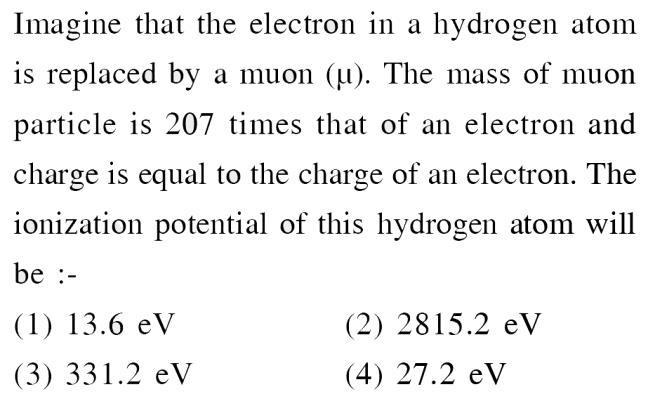 Imagine that the electron in a hydrogen atom
is replaced by a muon (μ). The mass of muon
particle is 207 times that of an electron and
charge is equal to the charge of an electron. The
ionization potential of this hydrogen atom will
be :-
(1) 13.6 eV (2) 2815.2 eV
(3) 331.2 eV (4) 27.2 eV